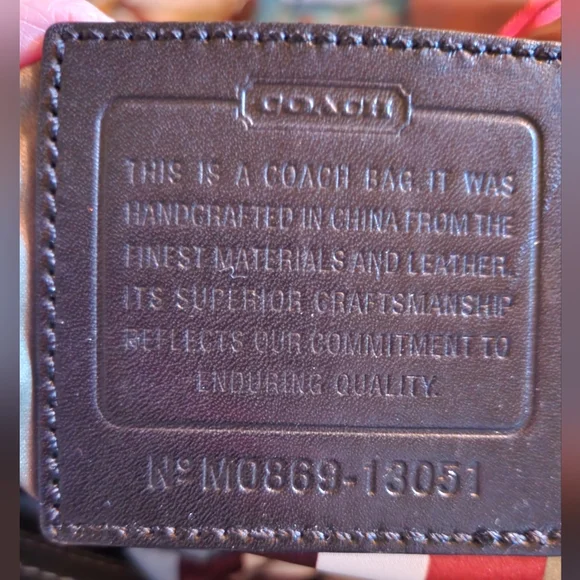 COACH
THIS IS A COACH BAG. IT WAS
HANDCRAFTED IN CHINA FROM THE
FINEST MATERIALS AND LEATHER.
ITS SUPERIOR CRAFTSMANSHIP
REFLECTS OUR COMMITMENT TO
ENDURING QUALITY.
Nº M0869-13051